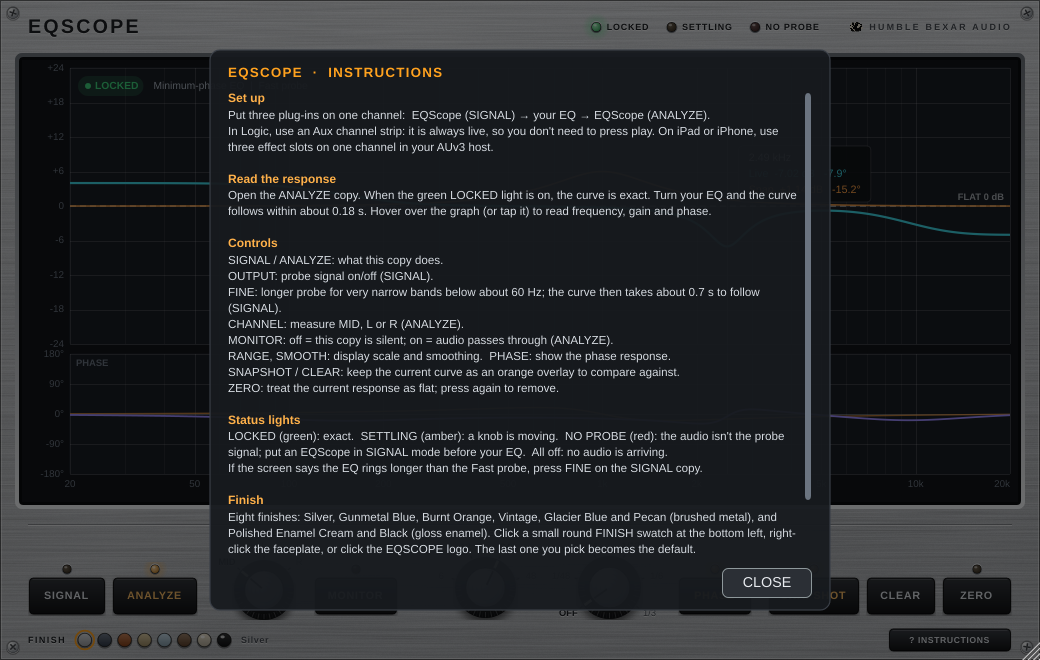 EQSCOPE
LOCKED SETTLING NO PROBE HUMBLE BEXAR AUDIO
EQSCOPE · INSTRUCTIONS
+24
LOCKED Minimum-ph
+18
+12
+6
0
-6
-12
-18
-24
7.9°
-15.2°
FLAT 0 dB
Set up
Put three plug-ins on one channel: EQScope (SIGNAL) → your EQ → EQScope (ANALYZE).
In Logic, use an Aux channel strip: it is always live, so you don't need to press play. On iPad or iPhone, use
three effect slots on one channel in your AUv3 host.
Read the response
Open the ANALYZE copy. When the green LOCKED light is on, the curve is exact. Turn your EQ and the curve
follows within about 0.18 s. Hover over the graph (or tap it) to read frequency, gain and phase.
Controls
SIGNAL / ANALYZE: what this copy does.
OUTPUT: probe signal on/off (SIGNAL).
FINE: longer probe for very narrow bands below about 60 Hz; the curve then takes about 0.7 s to follow
(SIGNAL).
CHANNEL: measure MID, L or R (ANALYZE).
MONITOR: off = this copy is silent; on = audio passes through (ANALYZE).
RANGE, SMOOTH: display scale and smoothing. PHASE: show the phase response.
SNAPSHOT / CLEAR: keep the current curve as an orange overlay to compare against.
ZERO: treat the current response as flat; press again to remove.
Status lights
LOCKED (green): exact. SETTLING (amber): a knob is moving. NO PROBE (red): the audio isn't the probe
signal; put an EQScope in SIGNAL mode before your EQ. All off: no audio is arriving.
If the screen says the EQ rings longer than the Fast probe, press FINE on the SIGNAL copy.
Finish
Eight finishes: Silver, Gunmetal Blue, Burnt Orange, Vintage, Glacier Blue and Pecan (brushed metal), and
Polished Enamel Cream and Black (gloss enamel). Click a small round FINISH swatch at the bottom left, right-
click the faceplate, or click the EQSCOPE logo. The last one you pick becomes the default.
CLOSE
180°
PHASE
90°
0°
-90°
-180°
20 50 10k 20k
SIGNAL ANALYZE MONITOR OFF 1/3 OT CLEAR ZERO
FINISH Silver ? INSTRUCTIONS